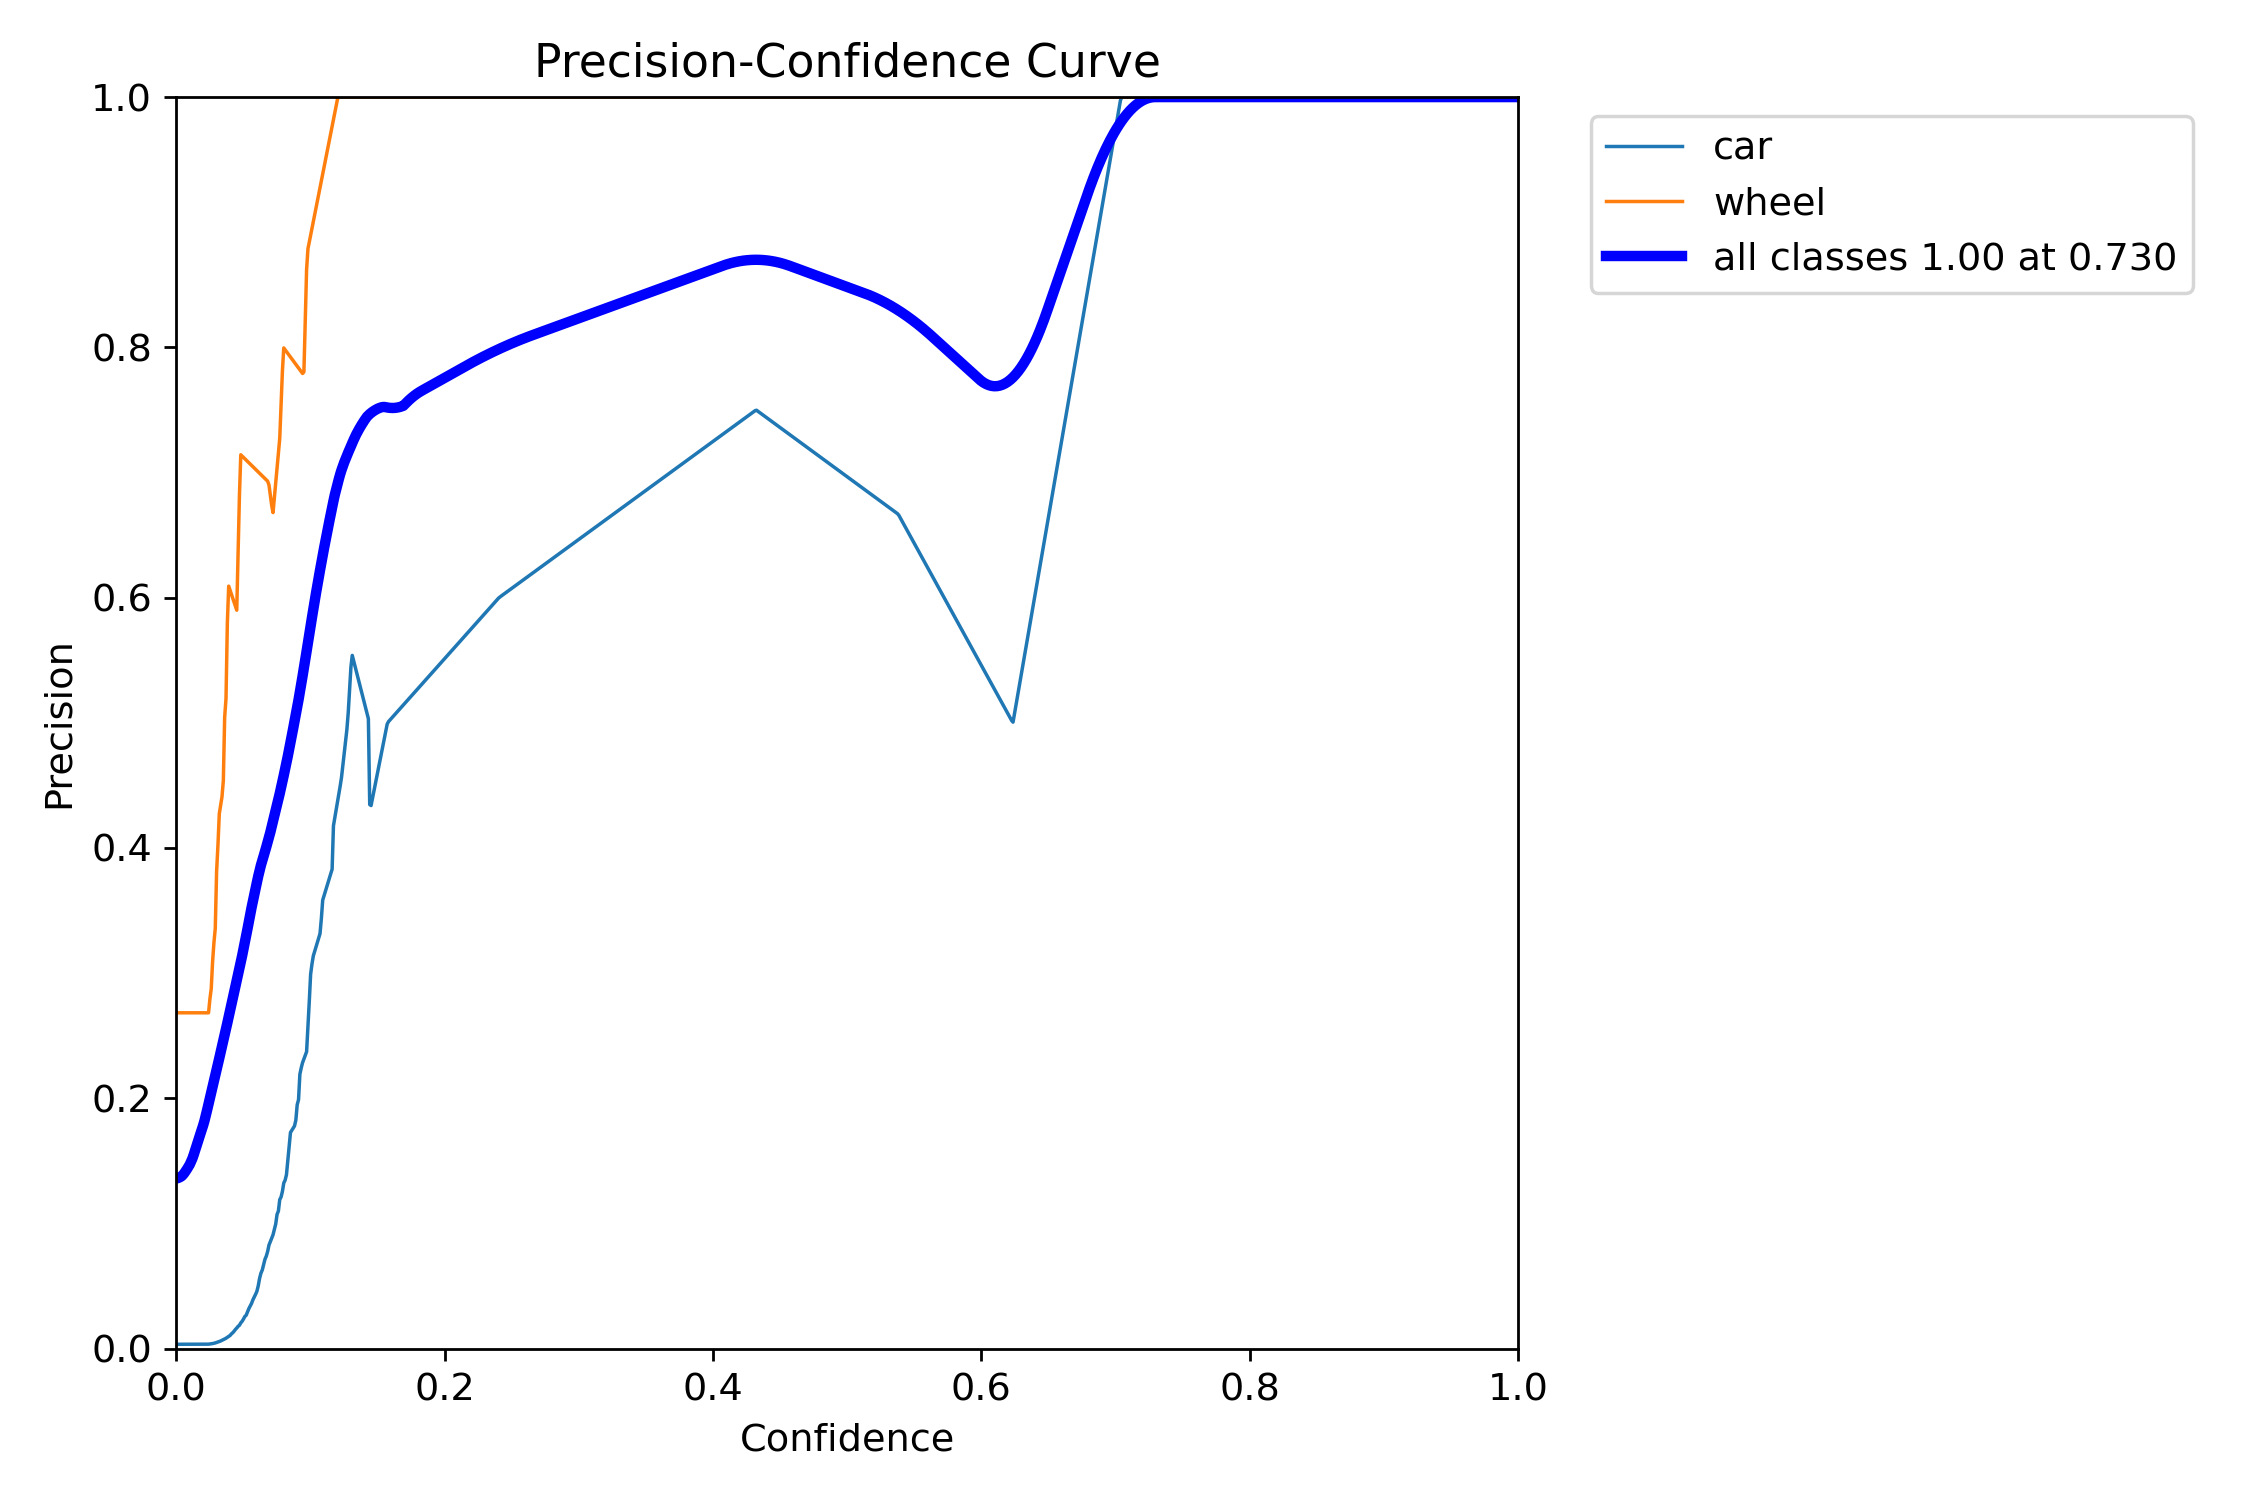 Precision-Confidence Curve
1.0
0.8
0.6
0.4
0.2
0.0
Precision
0.0 0.2 0.4 0.6 0.8 1.0
Confidence
car
wheel
all classes 1.00 at 0.730